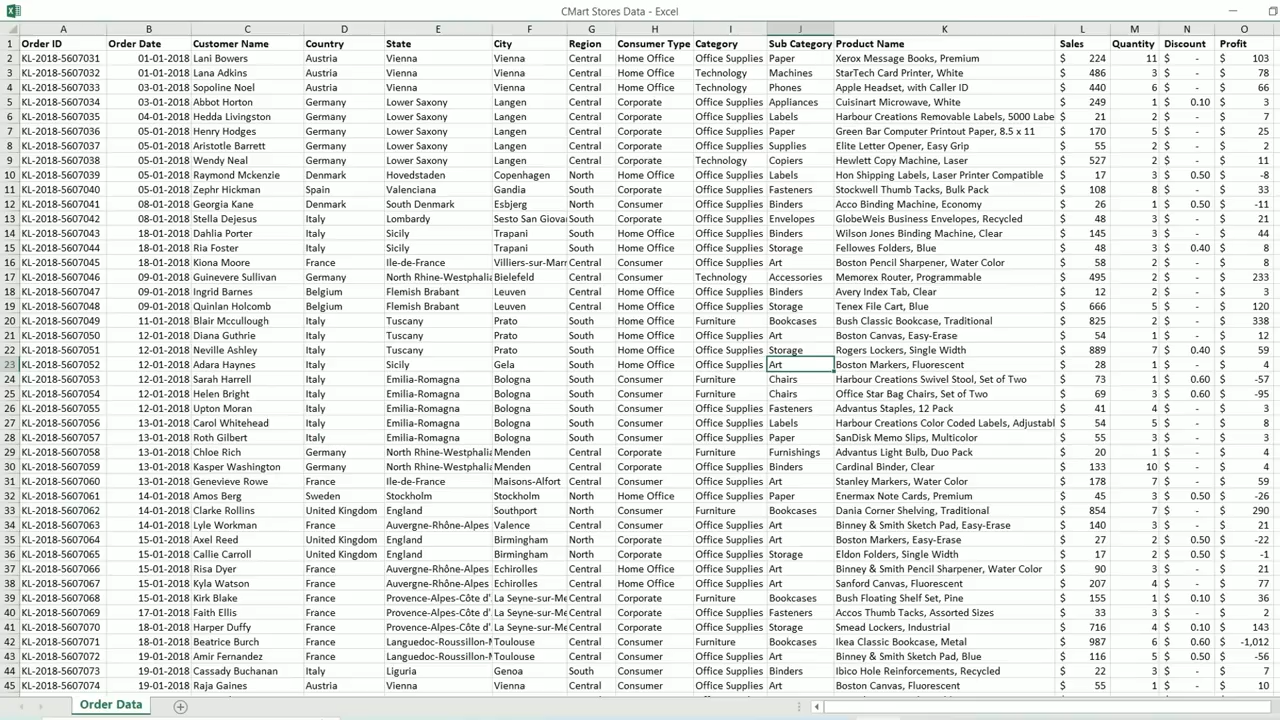 CMart Stores Data - Excel
A B C D E F G H I J K L M N O
1 Order ID Order Date Customer Name Country State City Region Consumer Type Category Sub Category Product Name Sales Quantity Discount Profit
2 KL-2018-5607031 01-01-2018 Lani Bowers Austria Vienna Vienna Central Home Office Office Supplies Paper Xerox Message Books, Premium $ 224 11 $ - $ 103
3 KL-2018-5607032 01-01-2018 Lana Adkins Austria Vienna Vienna Central Home Office Technology Machines StarTech Card Printer, White $ 486 3 $ - $ 78
4 KL-2018-5607033 03-01-2018 Sopoline Noel Austria Vienna Vienna Central Home Office Technology Phones Apple Headset, with Caller ID $ 440 6 $ - $ 66
5 KL-2018-5607034 03-01-2018 Abbot Horton Germany Lower Saxony Langen Central Corporate Office Supplies Appliances Cuisinart Microwave, White $ 249 1 $ 0.10 $ 3
6 KL-2018-5607035 04-01-2018 Hedda Livingston Germany Lower Saxony Langen Central Corporate Office Supplies Labels Harbour Creations Removable Labels, 5000 Labe $ 21 2 $ - $ 7
7 KL-2018-5607036 05-01-2018 Henry Hodges Germany Lower Saxony Langen Central Corporate Office Supplies Paper Green Bar Computer Printout Paper, 8.5 x 11 $ 170 5 $ - $ 25
8 KL-2018-5607037 05-01-2018 Aristotle Barrett Germany Lower Saxony Langen Central Corporate Office Supplies Supplies Elite Letter Opener, Easy Grip $ 55 2 $ - $ 2
9 KL-2018-5607038 05-01-2018 Wendy Neal Germany Lower Saxony Langen Central Corporate Technology Copiers Hewlett Copy Machine, Laser $ 527 2 $ - $ 11
10 KL-2018-5607039 05-01-2018 Raymond Mckenzie Denmark Hovedstaden Copenhagen North Home Office Office Supplies Labels Hon Shipping Labels, Laser Printer Compatible $ 17 3 $ 0.50 $ -8
11 KL-2018-5607040 05-01-2018 Zephr Hickman Spain Valenciana Gandia South Corporate Office Supplies Fasteners Stockwell Thumb Tacks, Bulk Pack $ 108 8 $ - $ 33
12 KL-2018-5607041 08-01-2018 Georgia Kane Denmark South Denmark Esbjerg North Consumer Office Supplies Binders Acco Binding Machine, Economy $ 26 1 $ 0.50 $ -11
13 KL-2018-5607042 08-01-2018 Stella Dejesus Italy Lombardy Sesto San Giova South Corporate Office Supplies Envelopes GlobeWeis Business Envelopes, Recycled $ 48 3 $ - $ 21
14 KL-2018-5607043 18-01-2018 Dahlia Porter Italy Sicily Trapani South Home Office Office Supplies Binders Wilson Jones Binding Machine, Clear $ 145 3 $ - $ 44
15 KL-2018-5607044 18-01-2018 Ria Foster Italy Sicily Trapani South Home Office Office Supplies Storage Fellowes Folders, Blue $ 48 3 $ 0.40 $ 8
16 KL-2018-5607045 18-01-2018 Kiona Moore France Ile-de-France Villiers-sur-Marr Central Consumer Office Supplies Art Boston Pencil Sharpener, Water Color $ 58 2 $ - $ 8
17 KL-2018-5607046 09-01-2018 Guinevere Sullivan Germany North Rhine-Westphalia Bielefeld Central Consumer Technology Accessories Memorex Router, Programmable $ 495 2 $ - $ 233
18 KL-2018-5607047 09-01-2018 Ingrid Barnes Belgium Flemish Brabant Leuven Central Consumer Office Supplies Binders Avery Index Tab, Clear $ 12 2 $ - $ 3
19 KL-2018-5607048 09-01-2018 Quinlan Holcomb Belgium Flemish Brabant Leuven Central Consumer Office Supplies Storage Tenex File Cart, Blue $ 666 5 $ - $ 120
20 KL-2018-5607049 11-01-2018 Blair Mccullough Italy Tuscany Prato South Home Office Furniture Bookcases Bush Classic Bookcase, Traditional $ 825 2 $ - $ 338
21 KL-2018-5607050 12-01-2018 Diana Guthrie Italy Tuscany Prato South Home Office Office Supplies Art Boston Canvas, Easy-Erase $ 54 1 $ - $ 12
22 KL-2018-5607051 12-01-2018 Neville Ashley Italy Tuscany Prato South Home Office Office Supplies Storage Rogers Lockers, Single Width $ 889 7 $ 0.40 $ 59
23 KL-2018-5607052 12-01-2018 Adara Haynes Italy Sicily Gela South Home Office Office Supplies Art Boston Markers, Fluorescent $ 28 1 $ - $ 4
24 KL-2018-5607053 12-01-2018 Sarah Harrell Italy Emilia-Romagna Bologna South Consumer Furniture Chairs Harbour Creations Swivel Stool, Set of Two $ 73 1 $ 0.60 $ -57
25 KL-2018-5607054 12-01-2018 Helen Bright Italy Emilia-Romagna Bologna South Consumer Furniture Chairs Office Star Bag Chairs, Set of Two $ 69 3 $ 0.60 $ -95
26 KL-2018-5607055 12-01-2018 Upton Moran Italy Emilia-Romagna Bologna South Consumer Office Supplies Fasteners Advantus Staples, 12 Pack $ 41 4 $ - $ 3
27 KL-2018-5607056 13-01-2018 Carol Whitehead Italy Emilia-Romagna Bologna South Consumer Office Supplies Labels Harbour Creations Color Coded Labels, Adjustabl $ 54 5 $ - $ 8
28 KL-2018-5607057 13-01-2018 Roth Gilbert Italy Emilia-Romagna Bologna South Consumer Office Supplies Paper SanDisk Memo Slips, Multicolor $ 55 3 $ - $ 3
29 KL-2018-5607058 13-01-2018 Chloe Rich Germany North Rhine-Westphalia Menden Central Corporate Furniture Furnishings Advantus Light Bulb, Duo Pack $ 20 1 $ - $ 4
30 KL-2018-5607059 13-01-2018 Kasper Washington Germany North Rhine-Westphalia Menden Central Corporate Office Supplies Binders Cardinal Binder, Clear $ 133 10 $ - $ 4
31 KL-2018-5607060 13-01-2018 Genevieve Rowe France Ile-de-France Maisons-Alfort Central Consumer Office Supplies Art Stanley Markers, Water Color $ 178 7 $ - $ 59
32 KL-2018-5607061 14-01-2018 Amos Berg Sweden Stockholm Stockholm North Home Office Office Supplies Paper Enermax Note Cards, Premium $ 45 3 $ 0.50 $ -26
33 KL-2018-5607062 14-01-2018 Clarke Rollins United Kingdom England Southport North Consumer Furniture Bookcases Dania Corner Shelving, Traditional $ 854 7 $ - $ 290
34 KL-2018-5607063 14-01-2018 Lyle Workman France Auvergne-Rhône-Alpes Valence Central Consumer Office Supplies Art Binney & Smith Sketch Pad, Easy-Erase $ 140 3 $ - $ 21
35 KL-2018-5607064 15-01-2018 Axel Reed United Kingdom England Birmingham North Corporate Office Supplies Art Boston Markers, Easy-Erase $ 27 2 $ 0.50 $ -22
36 KL-2018-5607065 15-01-2018 Callie Carroll United Kingdom England Birmingham North Corporate Office Supplies Storage Eldon Folders, Single Width $ 17 2 $ 0.50 $ -1
37 KL-2018-5607066 15-01-2018 Risa Dyer France Auvergne-Rhône-Alpes Echirolles Central Home Office Office Supplies Art Binney & Smith Pencil Sharpener, Water Color $ 90 3 $ - $ 21
38 KL-2018-5607067 15-01-2018 Kyla Watson France Auvergne-Rhône-Alpes Echirolles Central Home Office Office Supplies Art Sanford Canvas, Fluorescent $ 207 4 $ - $ 77
39 KL-2018-5607068 15-01-2018 Kirk Blake France Provence-Alpes-Côte d'. La Seyne-sur-Me Central Corporate Furniture Bookcases Bush Floating Shelf Set, Pine $ 155 1 $ 0.10 $ 36
40 KL-2018-5607069 17-01-2018 Faith Ellis France Provence-Alpes-Côte d'. La Seyne-sur-Me Central Corporate Office Supplies Fasteners Accos Thumb Tacks, Assorted Sizes $ 33 3 $ - $ 2
41 KL-2018-5607070 18-01-2018 Harper Duffy France Provence-Alpes-Côte d'. La Seyne-sur-Me Central Corporate Office Supplies Storage Smead Lockers, Industrial $ 716 4 $ 0.10 $ 143
42 KL-2018-5607071 18-01-2018 Beatrice Burch France Languedoc-Roussillon-M Toulouse Central Consumer Furniture Bookcases Ikea Classic Bookcase, Metal $ 987 6 $ 0.60 $ -1,012
43 KL-2018-5607072 19-01-2018 Amir Fernandez France Languedoc-Roussillon-M Toulouse Central Consumer Office Supplies Art Binney & Smith Sketch Pad, Blue $ 116 5 $ 0.50 $ -56
44 KL-2018-5607073 19-01-2018 Cassady Buchanan Italy Liguria Genoa South Consumer Office Supplies Binders Ibico Hole Reinforcements, Recycled $ 22 3 $ - $ 7
45 KL-2018-5607074 19-01-2018 Raja Gaines Austria Vienna Vienna Central Consumer Office Supplies Art Boston Canvas, Fluorescent $ 55 1 $ - $ 10
Order Data